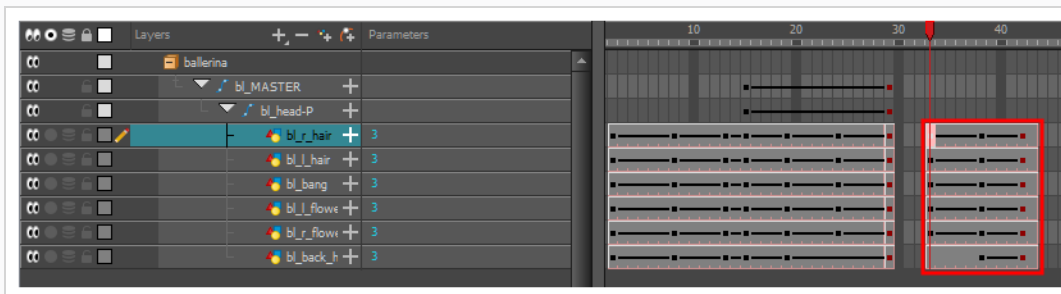 Layers Parameters 10 20 30 40
ballerina
bl_MASTER
bl_head-P
bl_r_hair 3
bl_l_hair 3
bl_bang 3
bl_l_flowe 3
bl_r_flowe 3
bl_back_h 3